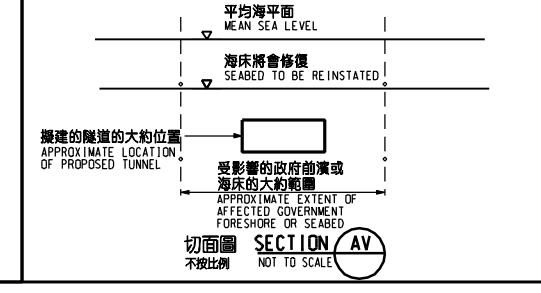 平均海平面
MEAN SEA LEVEL
海床將會修復
SEABED TO BE REINSTATED
擬建的隧道的大約位置
APPROXIMATE LOCATION
OF PROPOSED TUNNEL
受影響的政府前濱或
海床的大約範圍
APPROXIMATE EXTENT OF
AFFECTED GOVERNMENT
FORESHORE OR SEABED
切面圖 SECTION AV
不按比例 NOT TO SCALE